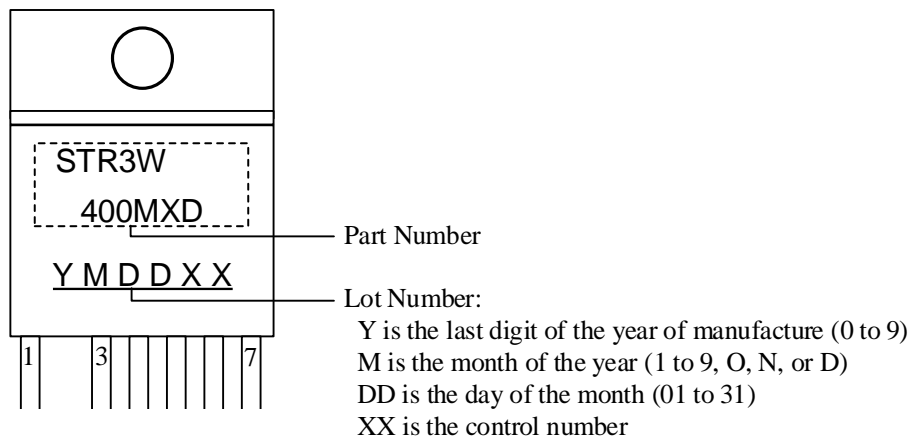 STR3W
400MXD
Part Number
Y M D D X X
Lot Number:
Y is the last digit of the year of manufacture (0 to 9)
M is the month of the year (1 to 9, O, N, or D)
DD is the day of the month (01 to 31)
XX is the control number
1 3 7